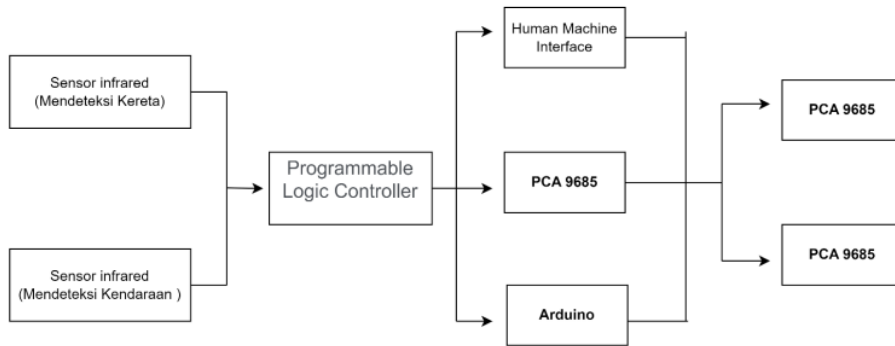 Sensor infrared
(Mendeteksi Kereta)
Sensor infrared
(Mendeteksi Kendaraan )
Programmable
Logic Controller
Human Machine
Interface
PCA 9685
Arduino
PCA 9685
PCA 9685